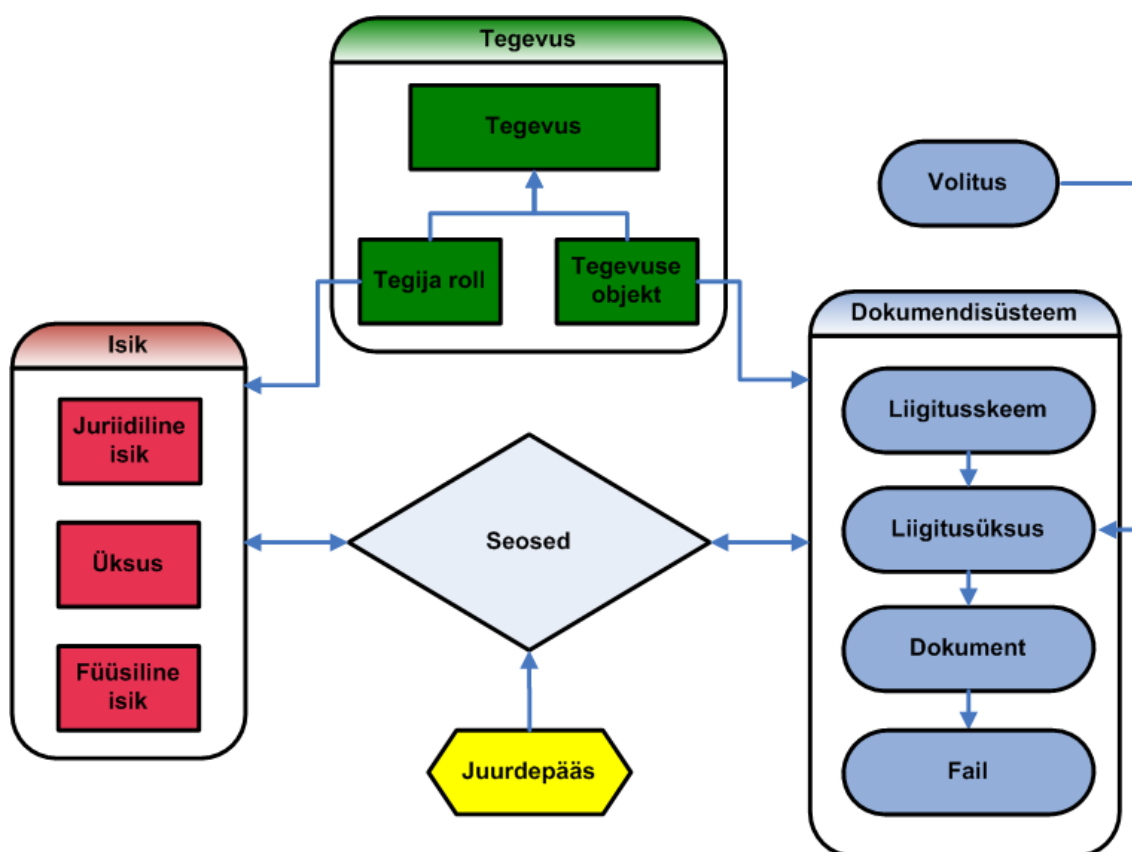 Tegevus
Tegevus
Tegija roll
Tegevuse
objekt
Volitus
Isik
Juriidiline
isik
Üksus
Füüsiline
isik
Seosed
Juurdepääs
Dokumendisüsteem
Liigitusskeem
Liigitusüksus
Dokument
Fail